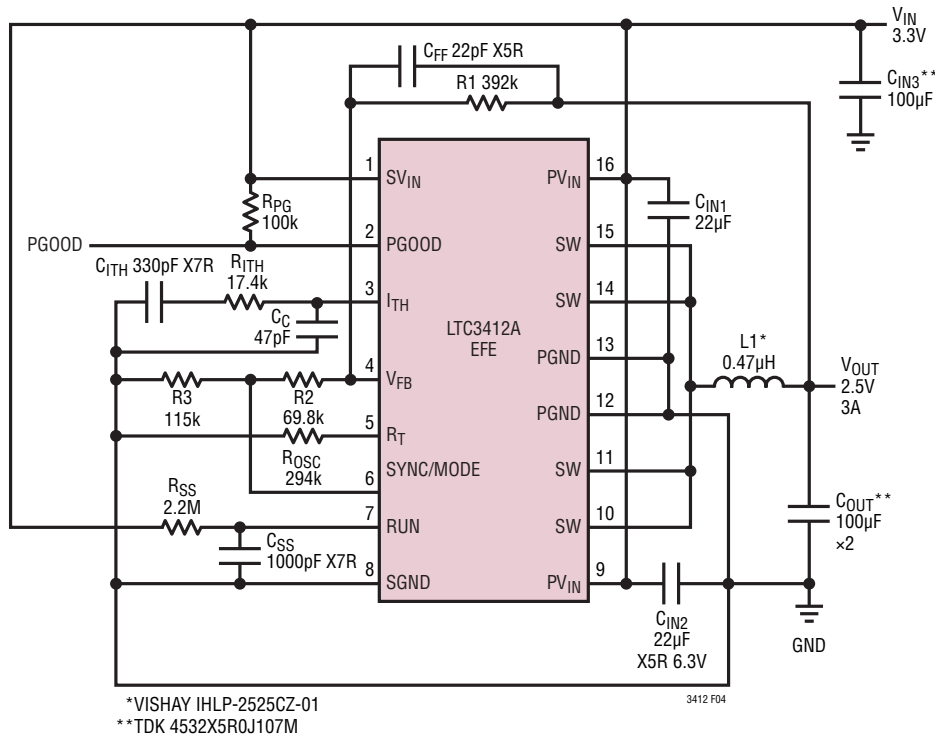 VIN
3.3V
CFF 22pF X5R
R1 392k
CIN3**
100µF
1
SVIN
PVIN
16
RPG
100k
CIN1
22µF
PGOOD
2
PGOOD
SW
15
CITH 330pF X7R
RITH
17.4k
3
ITH
SW
14
CC
47pF
LTC3412A
EFE
PGND
13
L1*
0.47µH
VOUT
2.5V
3A
4
VFB
R3
115k
R2
69.8k
PGND
12
5
RT
ROSC
294k
6
SYNC/MODE
SW
11
RSS
2.2M
7
RUN
SW
10
COUT**
100µF
×2
CSS
1000pF X7R
8
SGND
PVIN
9
CIN2
22µF
X5R 6.3V
GND
*VISHAY IHLP-2525CZ-01
**TDK 4532X5R0J107M
3412 F04